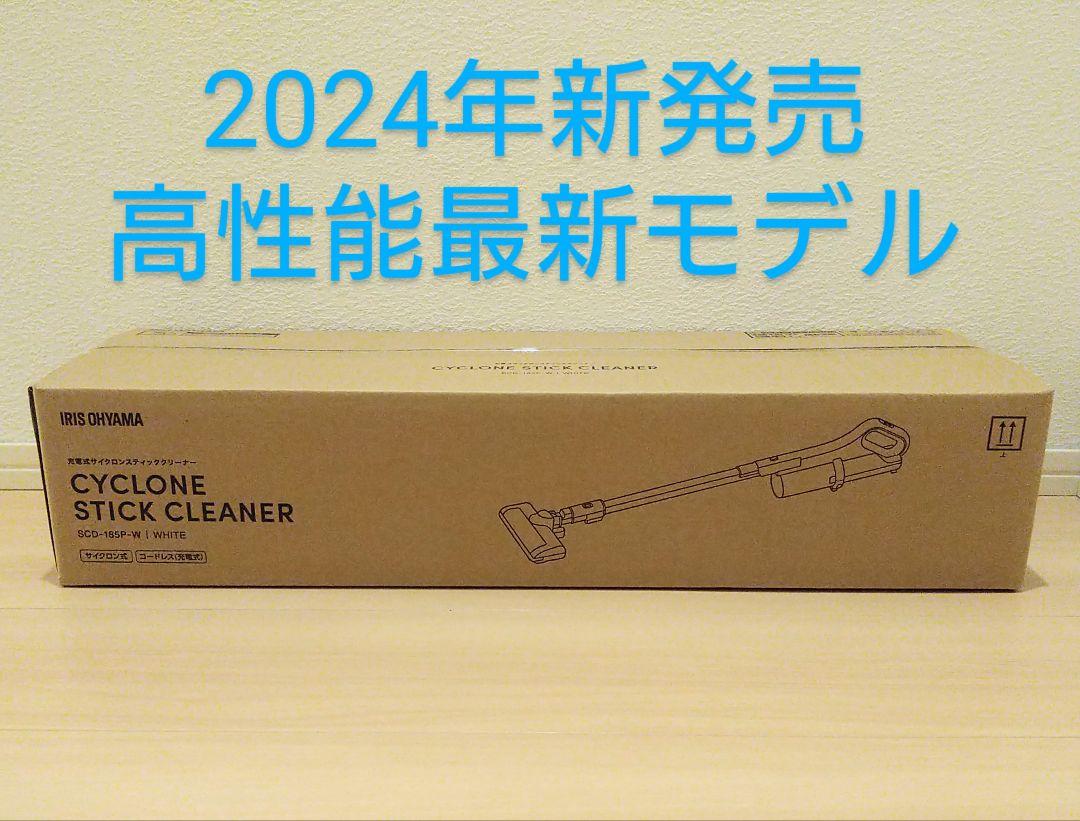 2024年新発売
高性能最新モデル
CYCLONE STICK CLEANER
IRIS OHYAMA
充電式サイクロンスティッククリーナー
CYCLONE
STICK CLEANER
SCD-185P-W | WHITE
サイクロン式 コードレス(充電式)
上